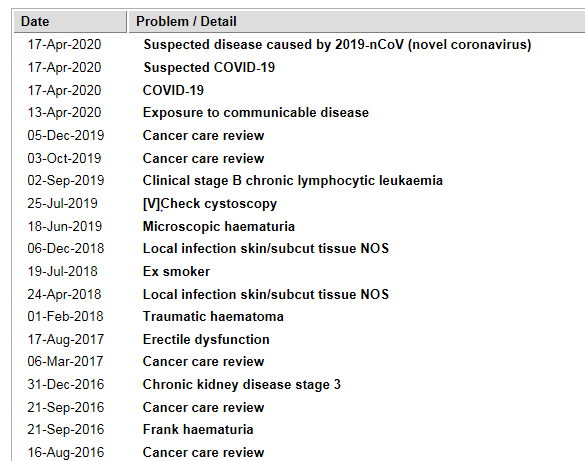 Date Problem / Detail
17-Apr-2020 Suspected disease caused by 2019-nCoV (novel coronavirus)
17-Apr-2020 Suspected COVID-19
17-Apr-2020 COVID-19
13-Apr-2020 Exposure to communicable disease
05-Dec-2019 Cancer care review
03-Oct-2019 Cancer care review
02-Sep-2019 Clinical stage B chronic lymphocytic leukaemia
25-Jul-2019 [V]Check cystoscopy
18-Jun-2019 Microscopic haematuria
06-Dec-2018 Local infection skin/subcut tissue NOS
19-Jul-2018 Ex smoker
24-Apr-2018 Local infection skin/subcut tissue NOS
01-Feb-2018 Traumatic haematoma
17-Aug-2017 Erectile dysfunction
06-Mar-2017 Cancer care review
31-Dec-2016 Chronic kidney disease stage 3
21-Sep-2016 Cancer care review
21-Sep-2016 Frank haematuria
16-Aug-2016 Cancer care review